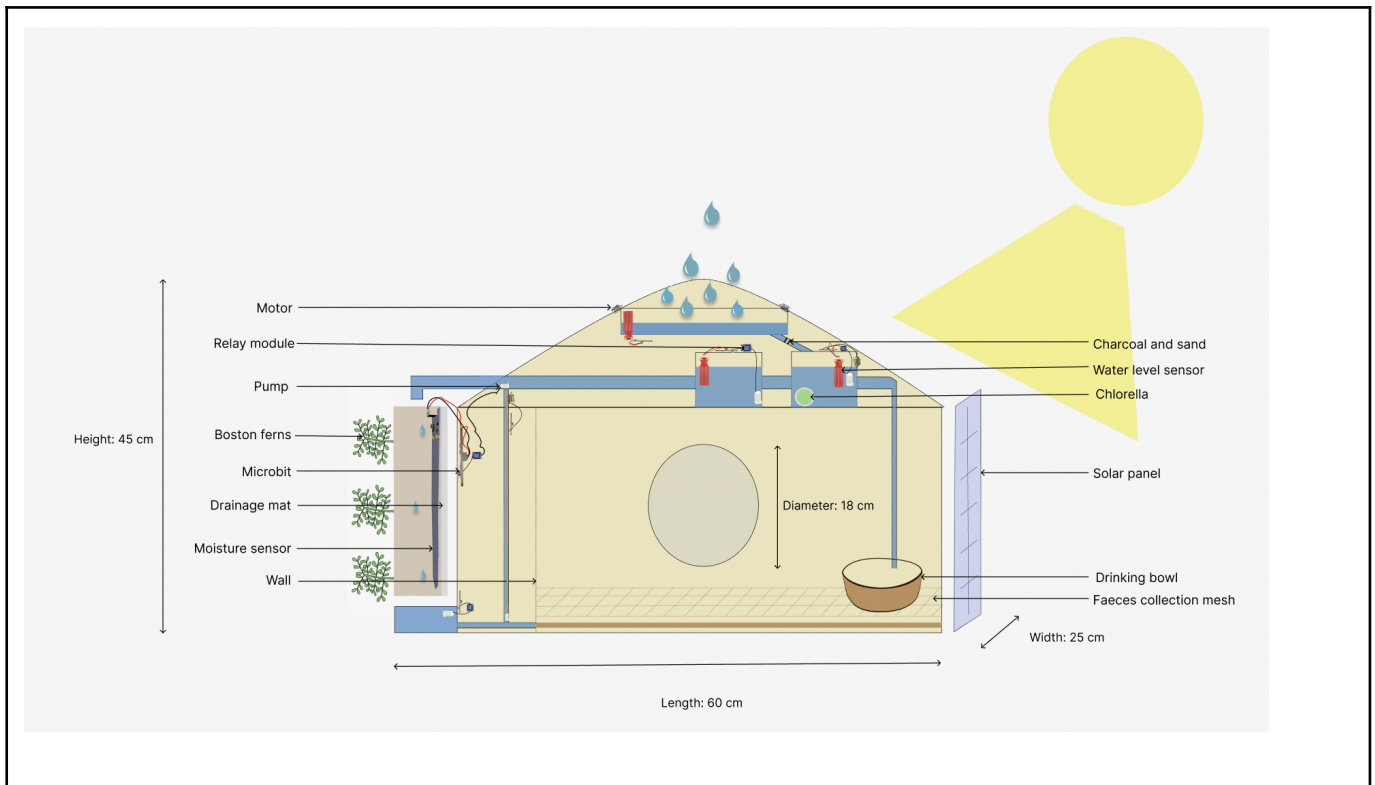 Motor
Relay module
Pump
Height: 45 cm
Boston ferns
Microbit
Drainage mat
Moisture sensor
Wall
Charcoal and sand
Water level sensor
Chlorella
Solar panel
Diameter: 18 cm
Drinking bowl
Faeces collection mesh
Width: 25 cm
Length: 60 cm